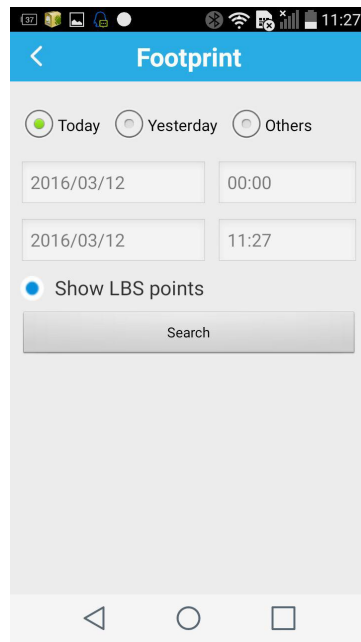 37 11:27
Footprint
Today Yesterday Others
2016/03/12 00:00
2016/03/12 11:27
Show LBS points
Search